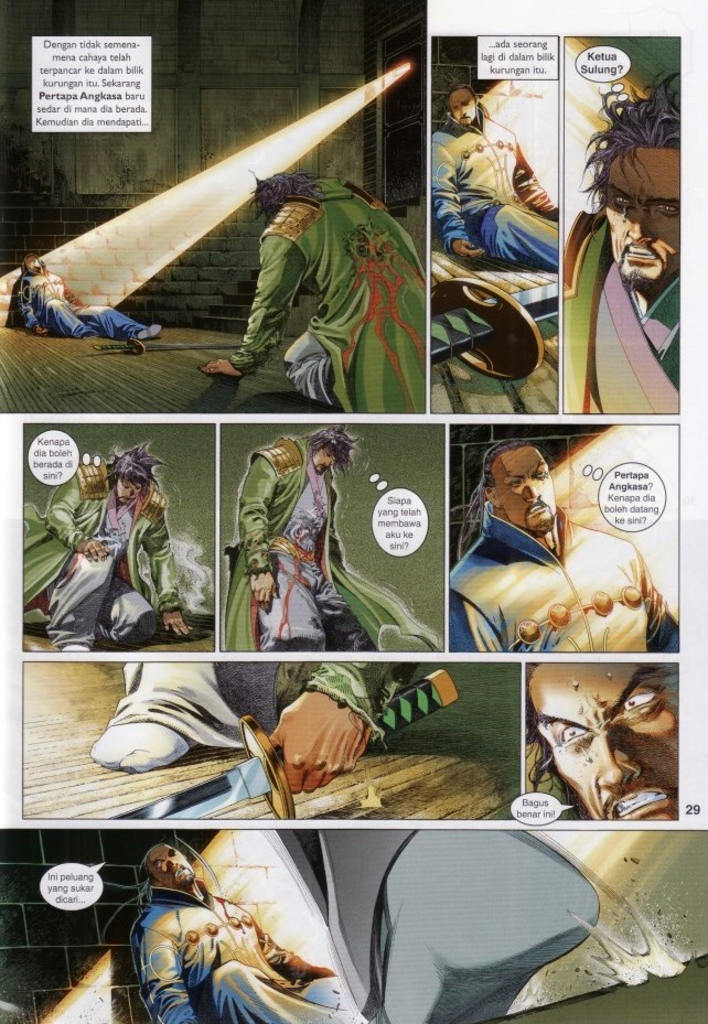 Dengan tidak semena-
mena cahaya telah
terpancar ke dalam bilik
kurungan itu. Sekarang
Pertapa Angkasa baru
sedar di mana dia berada.
Kemudian dia mendapati...
...ada seorang
lagi di dalam bilik
kurungan itu.
Ketua
Sulung?
Kenapa
dia boleh
berada di
sini?
Siapa
yang telah
membawa
aku ke
sini?
Pertapa
Angkasa?
Kenapa dia
boleh datang
ke sini?
Bagus
benar ini!
29
Ini peluang
yang sukar
dicari...